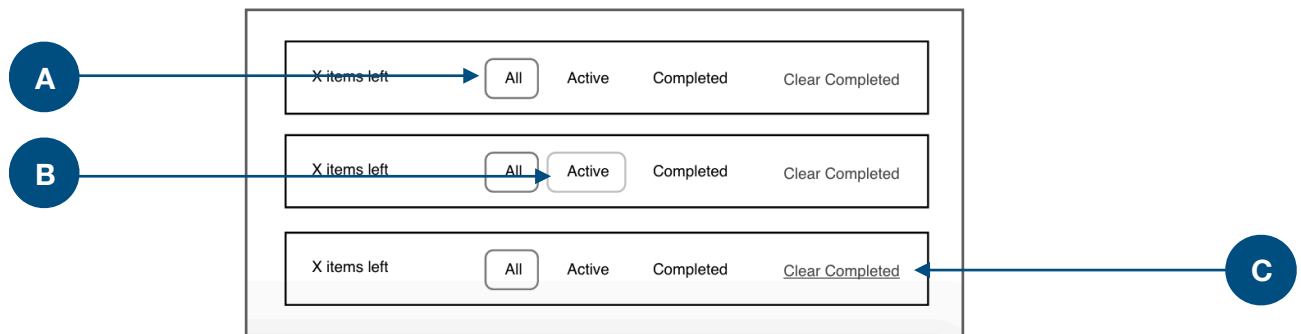 A
X items left All Active Completed Clear Completed
B
X items left All Active Completed Clear Completed
X items left All Active Completed Clear Completed
C